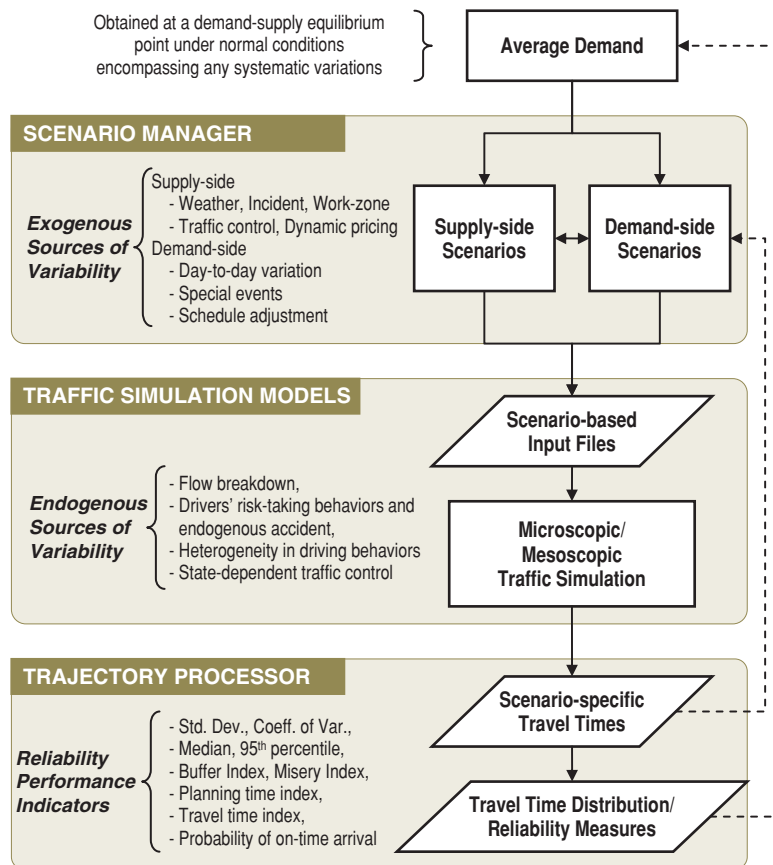 Obtained at a demand-supply equilibrium
point under normal conditions
encompassing any systematic variations
Average Demand
SCENARIO MANAGER
Exogenous
Sources of
Variability
Supply-side
- Weather, Incident, Work-zone
- Traffic control, Dynamic pricing
Demand-side
- Day-to-day variation
- Special events
- Schedule adjustment
Supply-side
Scenarios
Demand-side
Scenarios
TRAFFIC SIMULATION MODELS
Scenario-based
Input Files
Endogenous
Sources of
Variability
- Flow breakdown,
- Drivers' risk-taking behaviors and
endogenous accident,
- Heterogeneity in driving behaviors
- State-dependent traffic control
Microscopic/
Mesoscopic
Traffic Simulation
TRAJECTORY PROCESSOR
Scenario-specific
Travel Times
Reliability
Performance
Indicators
- Std. Dev., Coeff. of Var.,
- Median, 95th percentile,
- Buffer Index, Misery Index,
- Planning time index,
- Travel time index,
- Probability of on-time arrival
Travel Time Distribution/
Reliability Measures